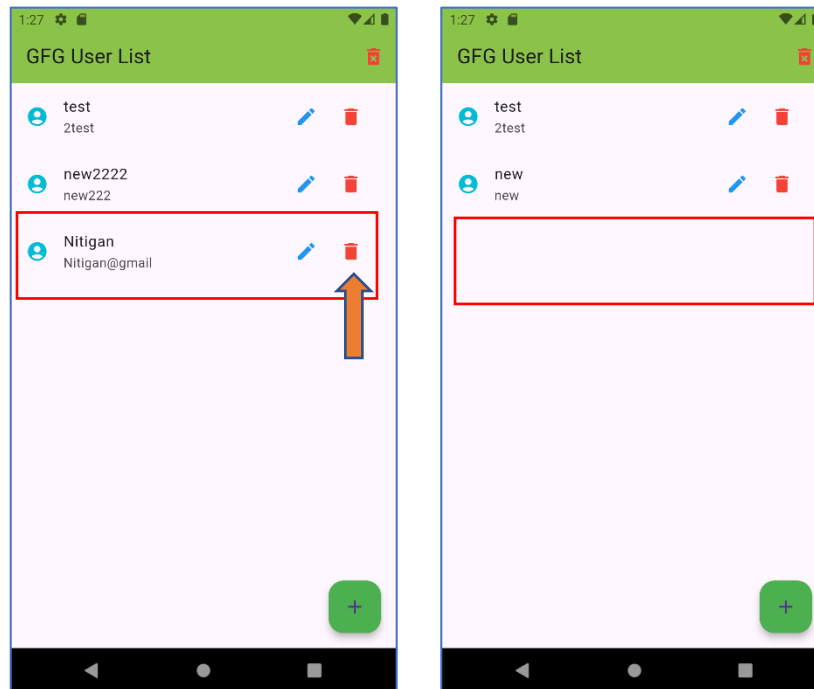 1:27
GFG User List
test
2test
new2222
new222
Nitigan
Nitigan@gmail
1:27
GFG User List
test
2test
new
new